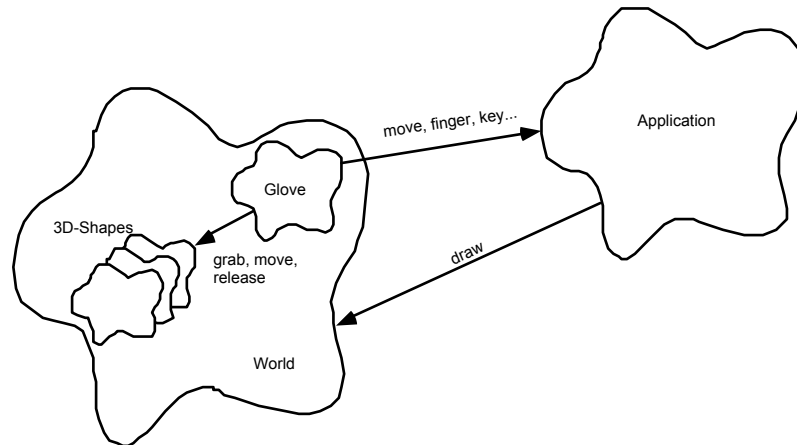 Application
move, finger, key...
Glove
3D-Shapes
grab, move,
release
draw
World